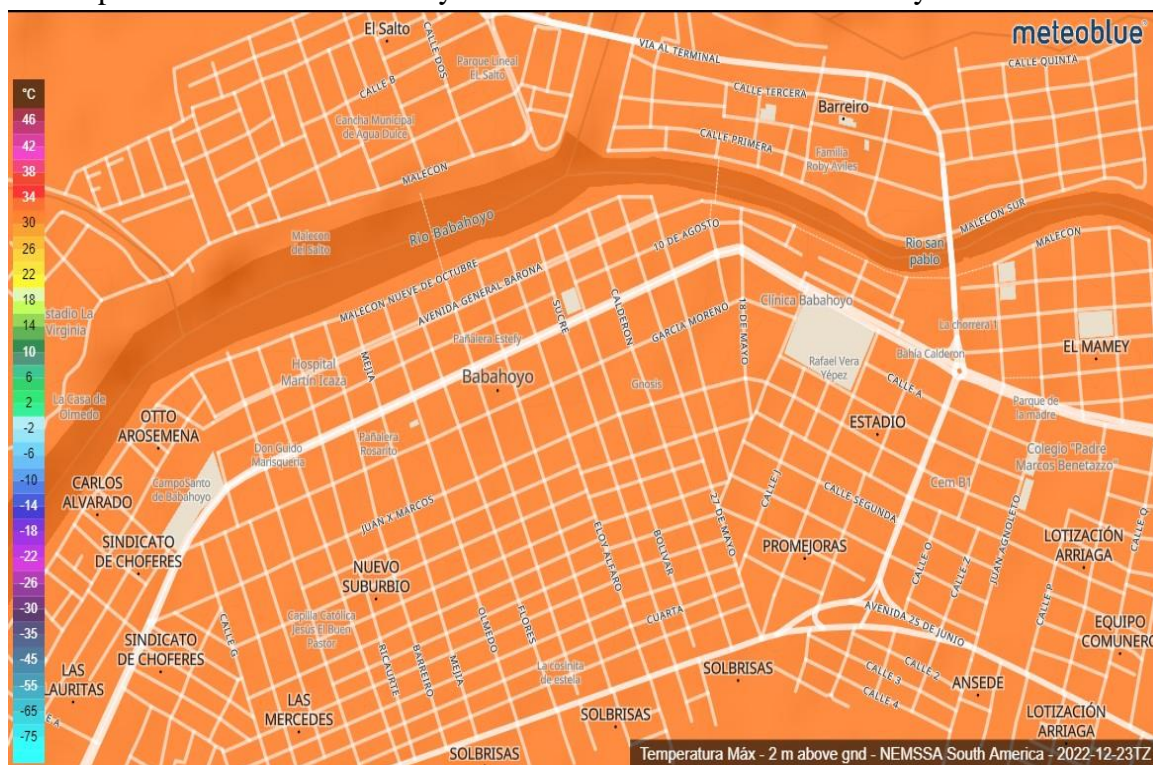 El Salto
CALLE DOS
Parque Lineal
EL Salto
CALLE B
Cancha Municipal
de Agua Dulce
VIA AL TERMINAL
meteoblue
CALLE QUINTA
CALLE TERCERA
Barreiro
CALLE PRIMERA
Familia
Roby Aviles
°C
46
42
38
34
30
26
22
18
14
10
6
2
-2
-6
-10
-14
-18
-22
-26
-30
-35
-45
-55
-65
-75
MALECON
Malecon
del Salto
Rio Babahoyo
10 DE AGOSTO
MALECON SUR
Rio san
pablo
MALECON
MALECON NUEVE DE OCTUBRE
AVENIDA GENERAL BARONA
stadio La
Virginia
SUCRE
CALDERON
GARCIA MORENO
18 DE MAYO
Clínica Babahoyo
La chorrera 1
Pañalera Estefy
Hospital
Martín Icaza
MEJIA
Babahoyo
Gnosis
Rafael Vera
Yépez
Bahía Calderon
EL MAMEY
CALLE A
La Casa de
Olmedo
OTTO
AROSEMENA
Parque de
la madre
ESTADIO
Don Guido
Marisqueria
Pañalera
Rosarito
Colegio "Padre
Marcos Benetazzo"
CARLOS
ALVARADO
CampoSanto
de Babahoyo
CALLE J
Cem B1
CALLE SEGUNDA
JUAN X MARCOS
27 DE MAYO
SINDICATO
DE CHOFERES
ELOY ALFARO
BOLIVAR
PROMEJORAS
CALLE O
CALLE Z
JUAN AGNOLETO
LOTIZACIÓN
ARRIAGA
CALLE Q
NUEVO
SUBURBIO
CALLE P
Capilla Católica
Jesús El Buen
Pastor
CALLE G
OLMEDO
FLORES
CUARTA
AVENIDA 25 DE JUNIO
EQUIPO
COMUNERO
SINDICATO
DE CHOFERES
RICAURTE
BARREIRO
MEJIA
La cosinita
de estela
SOLBRISAS
CALLE 3
CALLE 2
CALLE 4
ANSEDE
LAS
LAURITAS
LAS
MERCEDES
SOLBRISAS
LOTIZACIÓN
ARRIAGA
SOLBRISAS
Temperatura Máx - 2 m above gnd - NEMSSA South America - 2022-12-23TZ